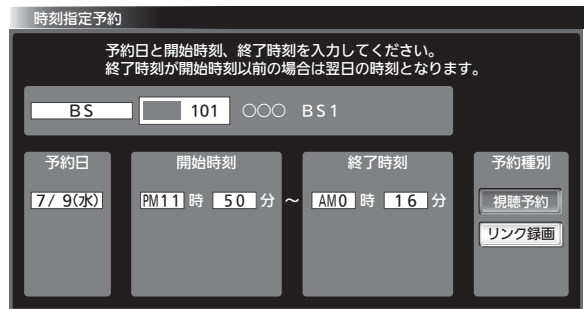 時刻指定予約
予約日と開始時刻、終了時刻を入力してください。
終了時刻が開始時刻以前の場合は翌日の時刻となります。
BS 101 ○○○ BS1
予約日 開始時刻 終了時刻 予約種別
7/ 9(水) PM11 時 50 分 ～ AM0 時 16 分 視聴予約
リンク録画